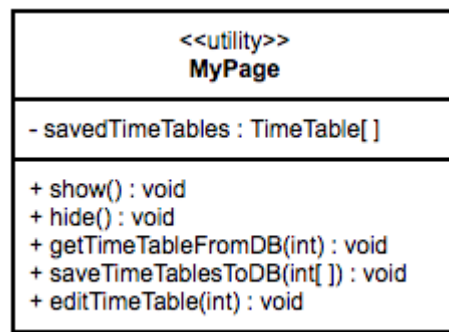 <<utility>>
MyPage
- savedTimeTables : TimeTable[ ]
+ show() : void
+ hide() : void
+ getTimeTableFromDB(int) : void
+ saveTimeTablesToDB(int[ ]) : void
+ editTimeTable(int) : void